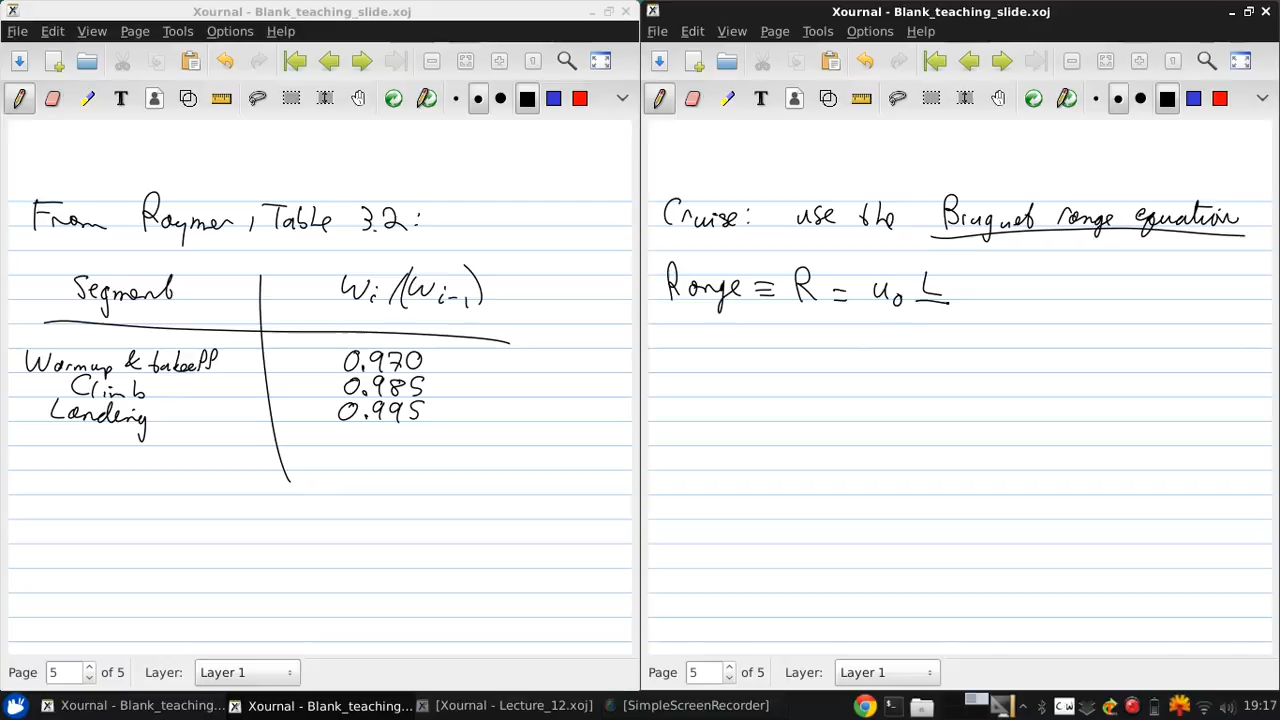 Xournal - Blank_teaching_slide.xoj
File Edit View Page Tools Options Help
From Raymer, Table 3.2:
Segment Wi/(Wi-1)
Warmup & takeoff 0.970
Climb 0.985
Landing 0.995
Page 5 of 5 Layer: Layer 1
Xournal - Blank_teaching_slide.xoj
File Edit View Page Tools Options Help
Cruise: use the Breguet range equation
Range ≡ R = u₀ L
Page 5 of 5 Layer: Layer 1
Xournal - Blank_teaching_... Xournal - Blank_teaching_... [Xournal - Lecture_12.xoj] [SimpleScreenRecorder] CW 19:17